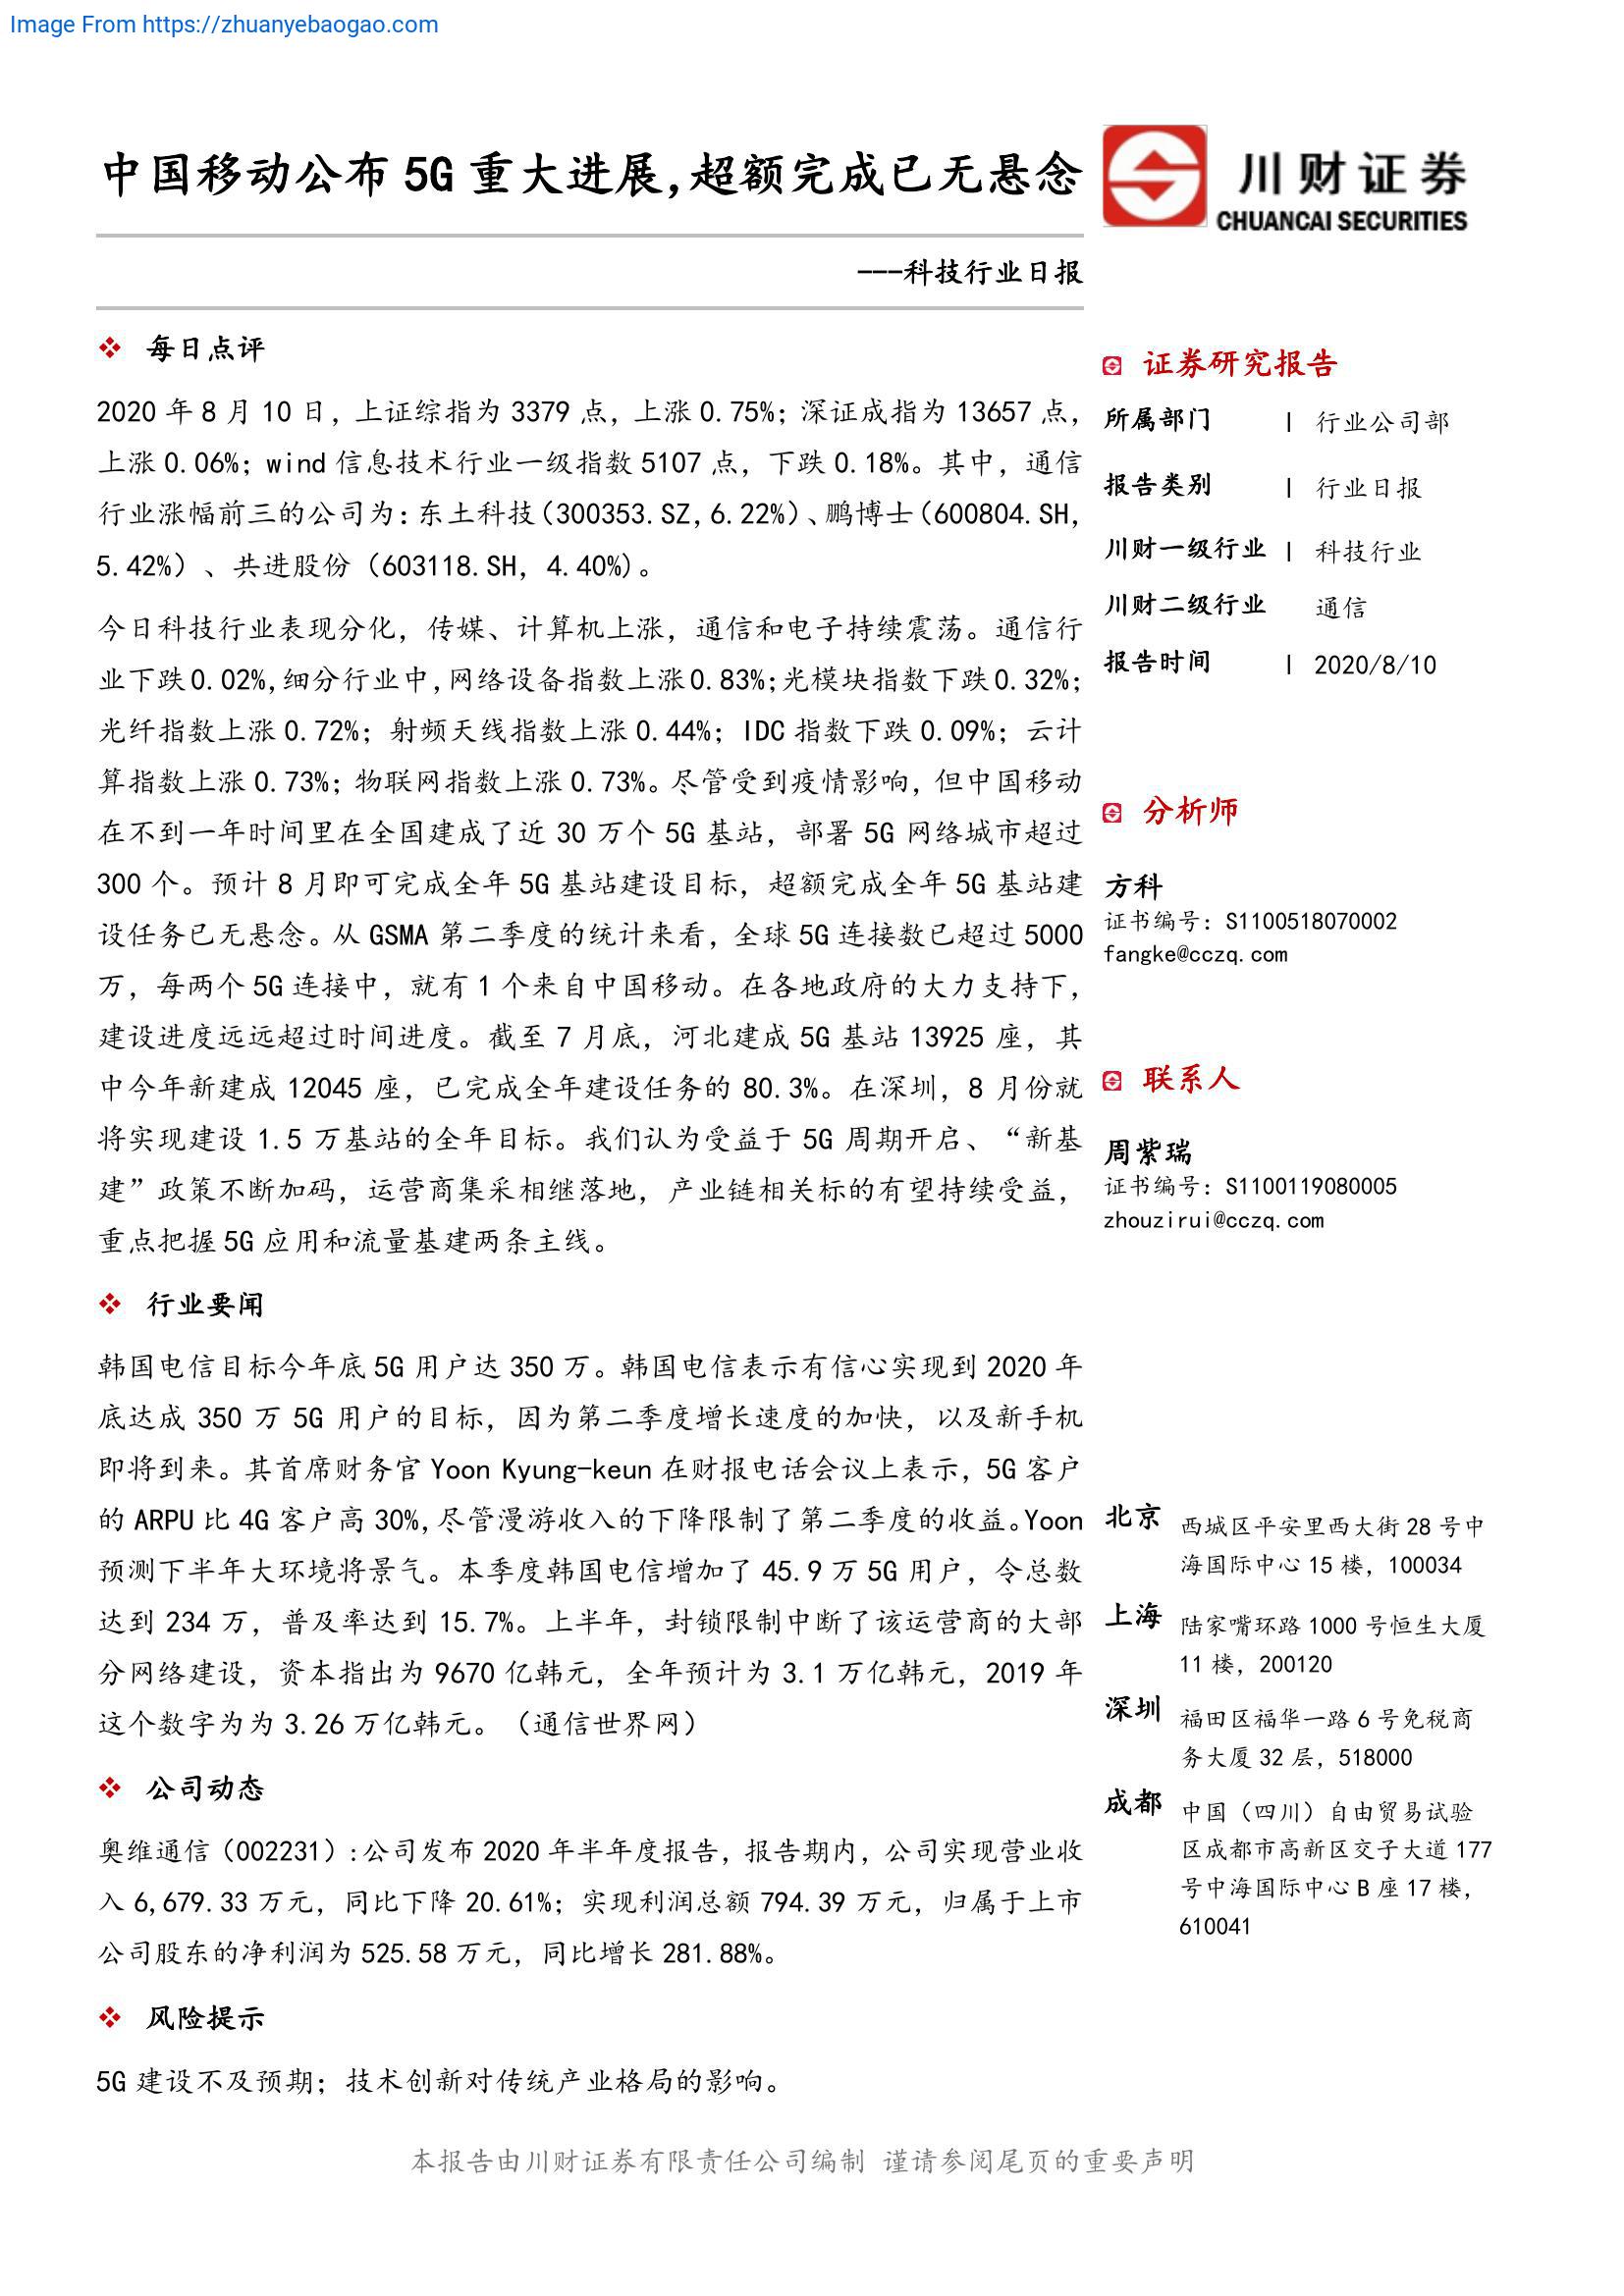 Image From https://zhuanyebaogao.com
中国移动公布 5G 重大进展,超额完成已无悬念
川财证券
CHUANCAI SECURITIES
---科技行业日报
每日点评
2020 年 8 月 10 日，上证综指为 3379 点，上涨 0.75%；深证成指为 13657 点，
上涨 0.06%；wind 信息技术行业一级指数 5107 点，下跌 0.18%。其中，通信
行业涨幅前三的公司为：东土科技（300353.SZ，6.22%）、鹏博士（600804.SH，
5.42%）、共进股份（603118.SH，4.40%）。
今日科技行业表现分化，传媒、计算机上涨，通信和电子持续震荡。通信行
业下跌 0.02%,细分行业中,网络设备指数上涨 0.83%；光模块指数下跌 0.32%；
光纤指数上涨 0.72%；射频天线指数上涨 0.44%；IDC 指数下跌 0.09%；云计
算指数上涨 0.73%；物联网指数上涨 0.73%。尽管受到疫情影响，但中国移动
在不到一年时间里在全国建成了近 30 万个 5G 基站，部署 5G 网络城市超过
300 个。预计 8 月即可完成全年 5G 基站建设目标，超额完成全年 5G 基站建
设任务已无悬念。从 GSMA 第二季度的统计来看，全球 5G 连接数已超过 5000
万，每两个 5G 连接中，就有 1 个来自中国移动。在各地政府的大力支持下，
建设进度远远超过时间进度。截至 7 月底，河北建成 5G 基站 13925 座，其
中今年新建成 12045 座，已完成全年建设任务的 80.3%。在深圳，8 月份就
将实现建设 1.5 万基站的全年目标。我们认为受益于 5G 周期开启、“新基
建”政策不断加码，运营商集采相继落地，产业链相关标的有望持续受益，
重点把握 5G 应用和流量基建两条主线。
行业要闻
韩国电信目标今年底 5G 用户达 350 万。韩国电信表示有信心实现到 2020 年
底达成 350 万 5G 用户的目标，因为第二季度增长速度的加快，以及新手机
即将到来。其首席财务官 Yoon Kyung-keun 在财报电话会议上表示，5G 客户
的 ARPU 比 4G 客户高 30%,尽管漫游收入的下降限制了第二季度的收益。Yoon
预测下半年大环境将景气。本季度韩国电信增加了 45.9 万 5G 用户，令总数
达到 234 万，普及率达到 15.7%。上半年，封锁限制中断了该运营商的大部
分网络建设，资本指出为 9670 亿韩元，全年预计为 3.1 万亿韩元，2019 年
这个数字为为 3.26 万亿韩元。（通信世界网）
公司动态
奥维通信（002231）:公司发布 2020 年半年度报告，报告期内，公司实现营业收
入 6,679.33 万元，同比下降 20.61%；实现利润总额 794.39 万元，归属于上市
公司股东的净利润为 525.58 万元，同比增长 281.88%。
风险提示
5G 建设不及预期；技术创新对传统产业格局的影响。
证券研究报告
所属部门 | 行业公司部
报告类别 | 行业日报
川财一级行业 | 科技行业
川财二级行业 通信
报告时间 | 2020/8/10
分析师
方科
证书编号：S1100518070002
fangke@cczq.com
联系人
周紫瑞
证书编号：S1100119080005
zhouzirui@cczq.com
北京 西城区平安里西大街 28 号中
海国际中心 15 楼，100034
上海 陆家嘴环路 1000 号恒生大厦
11 楼，200120
深圳 福田区福华一路 6 号免税商
务大厦 32 层，518000
成都 中国（四川）自由贸易试验
区成都市高新区交子大道 177
号中海国际中心 B 座 17 楼，
610041
本报告由川财证券有限责任公司编制 谨请参阅尾页的重要声明